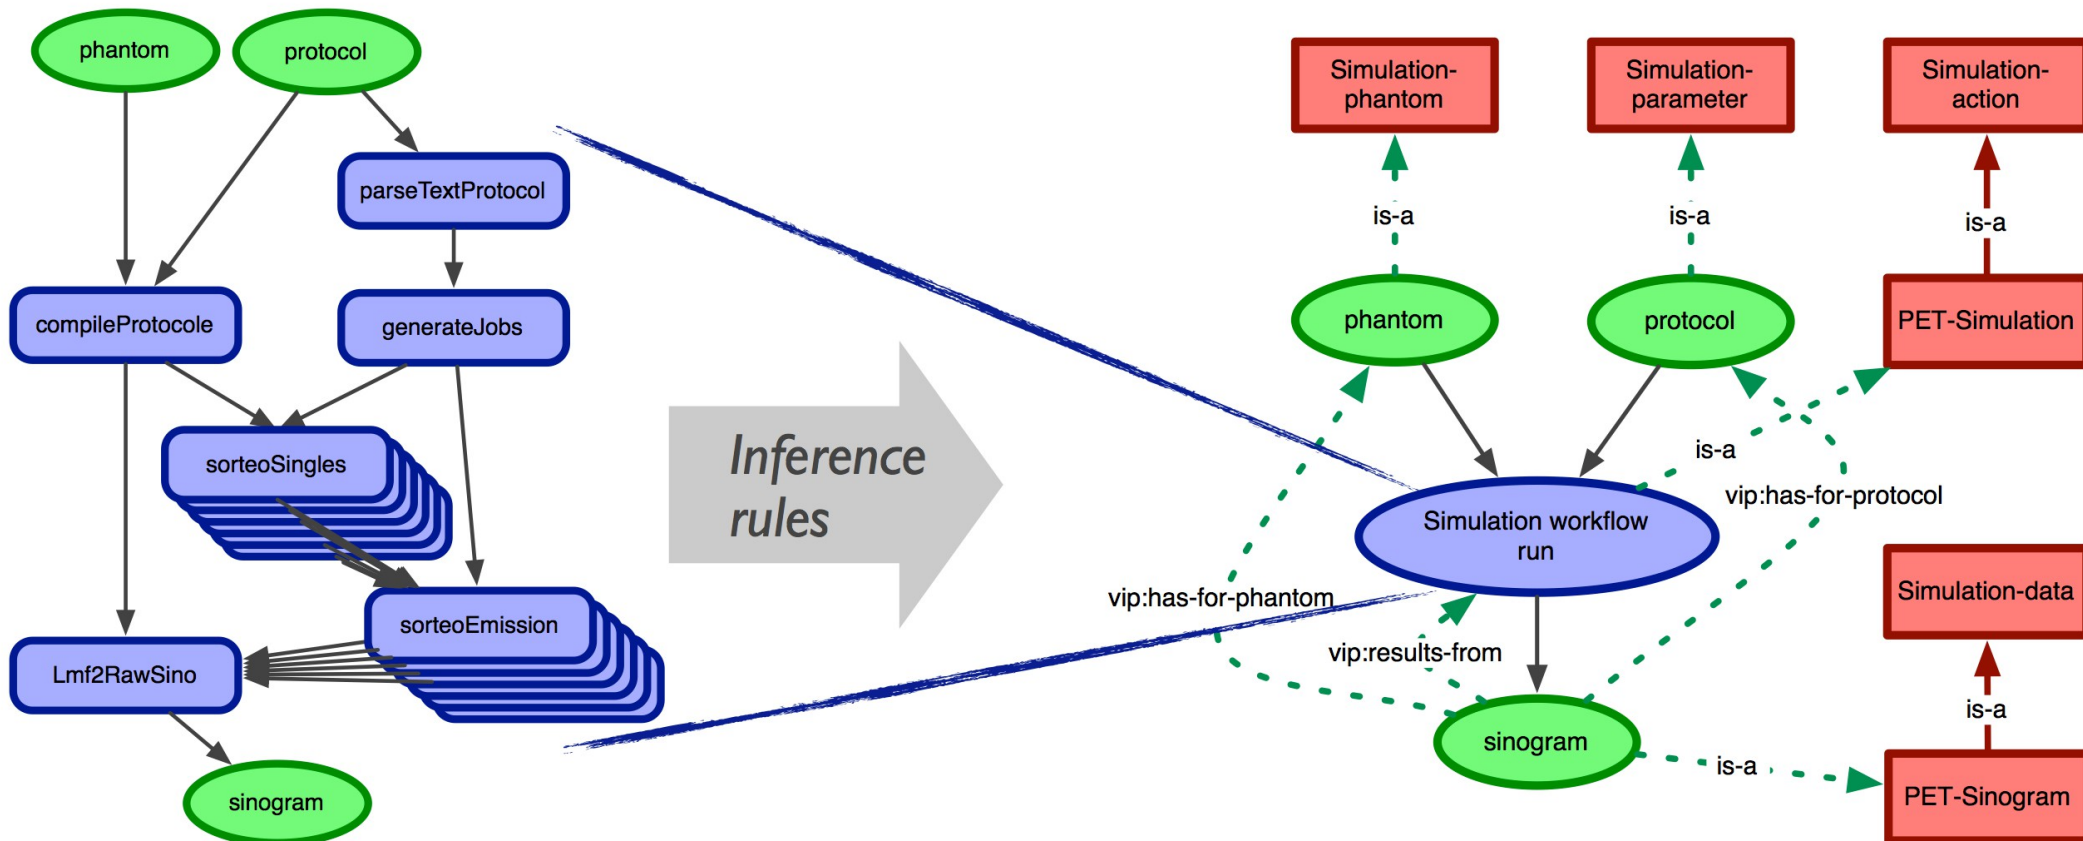 phantom
protocol
parseTextProtocol
compileProtocole
generateJobs
sorteoSingles
sorteoEmission
Lmf2RawSino
sinogram
Inference
rules
Simulation-
phantom
Simulation-
parameter
Simulation-
action
is-a
is-a
is-a
phantom
protocol
PET-Simulation
is-a
vip:has-for-protocol
Simulation workflow
run
vip:has-for-phantom
vip:results-from
Simulation-data
is-a
sinogram
is-a
PET-Sinogram